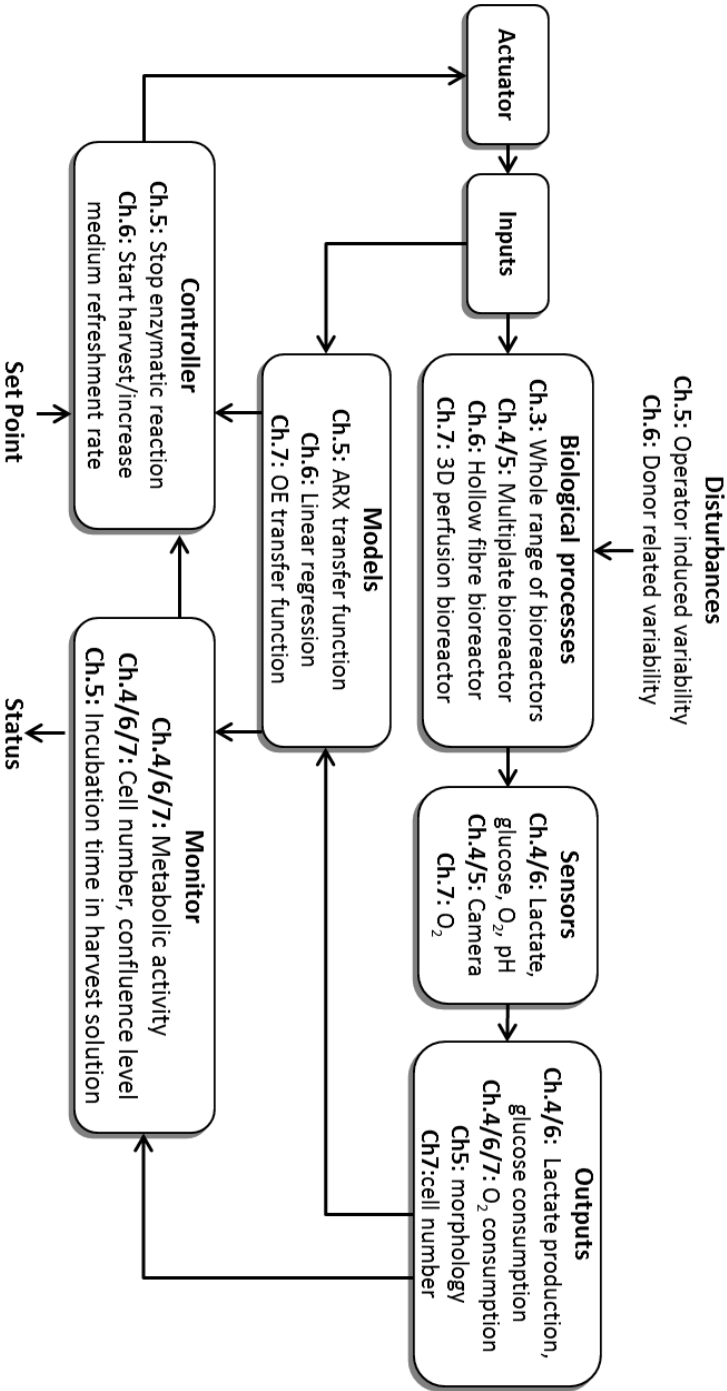 Disturbances
Ch.5: Operator induced variability
Ch.6: Donor related variability
Actuator
Inputs
Biological processes
Ch.3: Whole range of bioreactors
Ch.4/5: Multiplate bioreactor
Ch.6: Hollow fibre bioreactor
Ch.7: 3D perfusion bioreactor
Sensors
Ch.4/6: Lactate,
glucose, O₂, pH
Ch.4/5: Camera
Ch.7: O₂
Outputs
Ch.4/6: Lactate production,
glucose consumption
Ch.4/6/7: O₂ consumption
Ch5: morphology
Ch7:cell number
Models
Ch.5: ARX transfer function
Ch.6: Linear regression
Ch.7: OE transfer function
Controller
Ch.5: Stop enzymatic reaction
Ch.6: Start harvest/increase
medium refreshment rate
Monitor
Ch.4/6/7: Metabolic activity
Ch.4/6/7: Cell number, confluence level
Ch.5: Incubation time in harvest solution
Set Point
Status